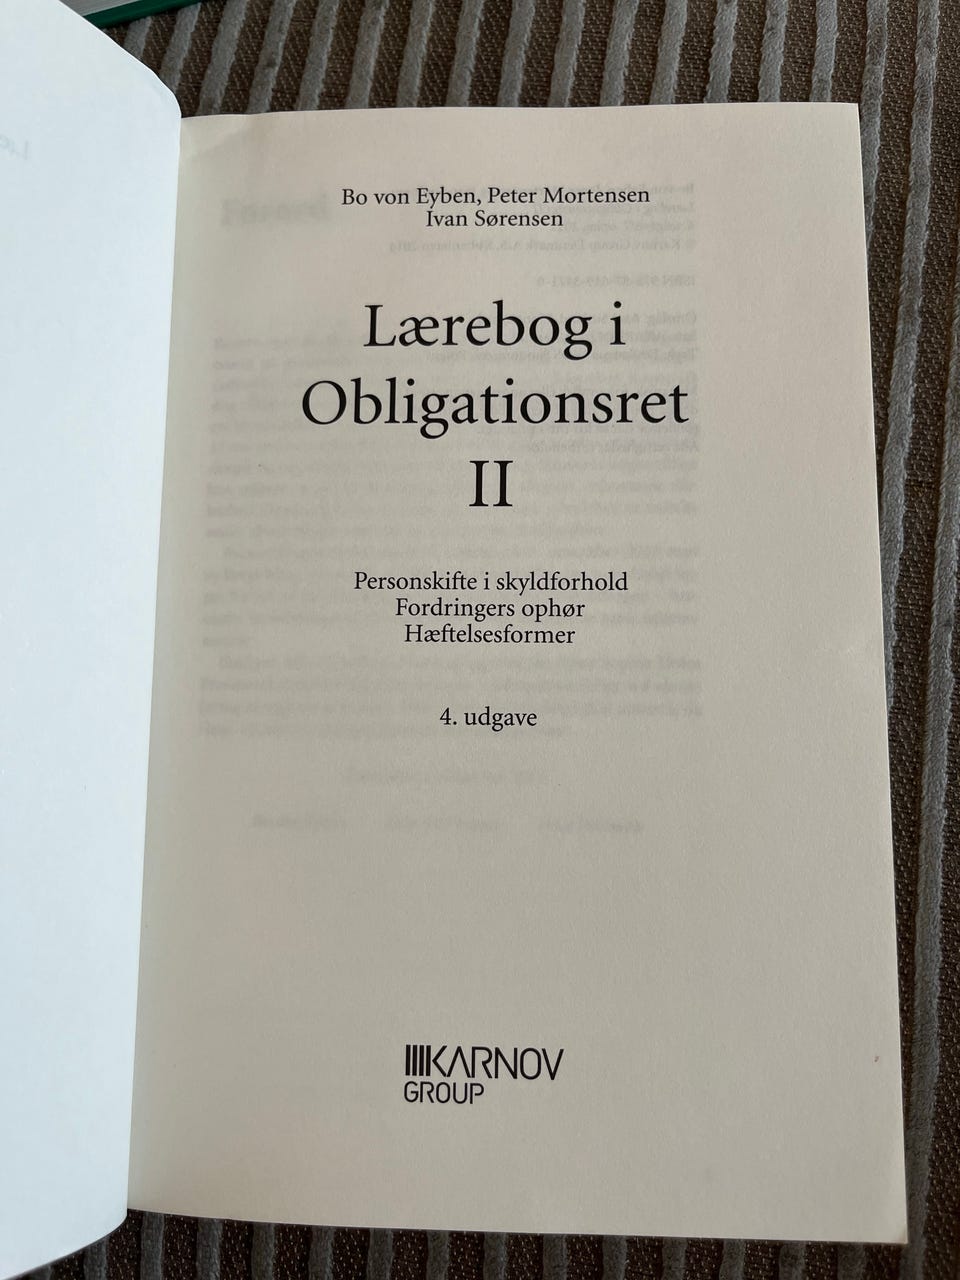 Bo von Eyben, Peter Mortensen
Ivan Sørensen
Lærebog i
Obligationsret
II
Personskifte i skyldforhold
Fordringers ophør
Hæftelsesformer
4. udgave
KARNOV
GROUP